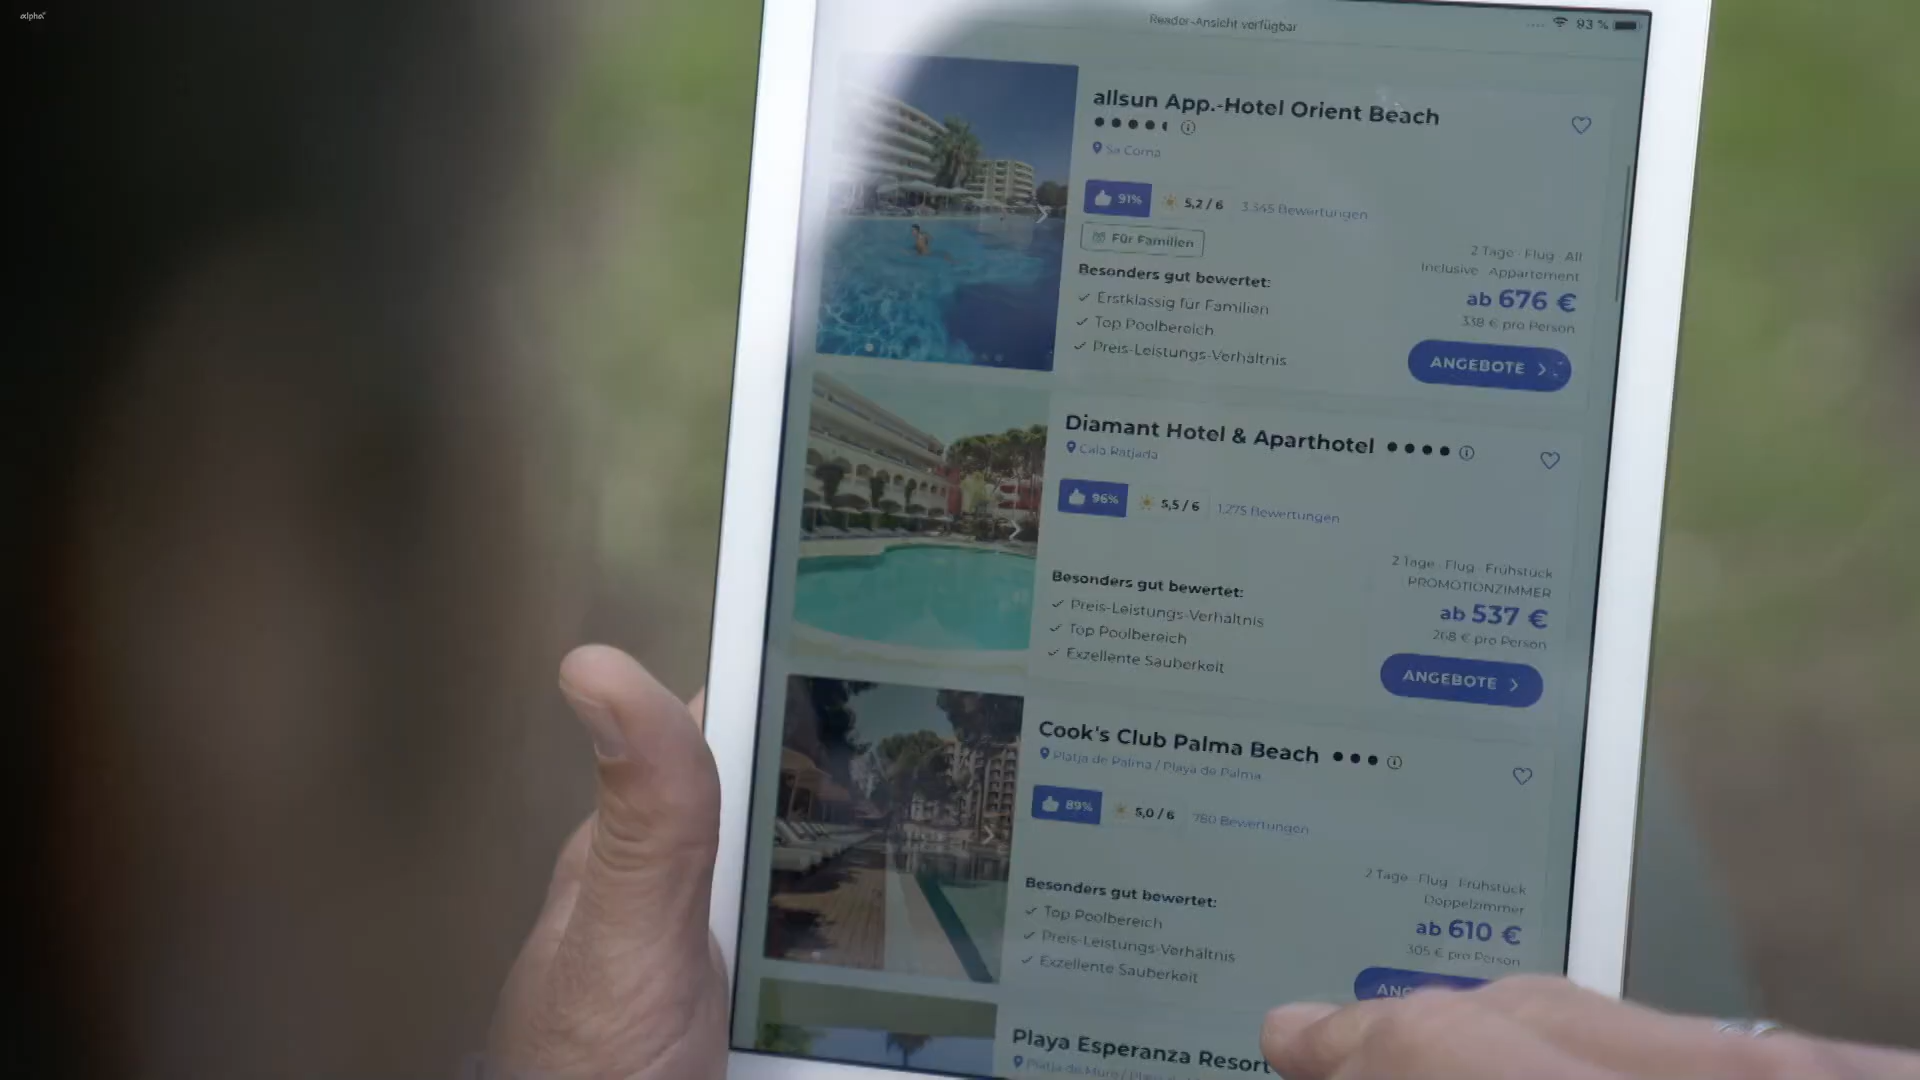 alpha
Reader-Ansicht verfügbar
93 %
allsun App.-Hotel Orient Beach
Sa Coma
91%
5,2 / 6
3.545 Bewertungen
Für Familien
Besonders gut bewertet:
Erstklassig für Familien
Top Poolbereich
Preis-Leistungs-Verhältnis
2 Tage · Flug · All
Inclusive · Appartement
ab 676 €
338 € pro Person
ANGEBOTE
Diamant Hotel & Aparthotel
Cala Ratjada
96%
5,5 / 6
1.275 Bewertungen
Besonders gut bewertet:
Preis-Leistungs-Verhältnis
Top Poolbereich
Exzellente Sauberkeit
2 Tage · Flug · Frühstück
PROMOTIONZIMMER
ab 537 €
268 € pro Person
ANGEBOTE
Cook's Club Palma Beach
Platja de Palma / Playa de Palma
89%
5,0 / 6
780 Bewertungen
Besonders gut bewertet:
Top Poolbereich
Preis-Leistungs-Verhältnis
Exzellente Sauberkeit
2 Tage · Flug · Frühstück
Doppelzimmer
ab 610 €
305 € pro Person
Playa Esperanza Resort
Platja de Muro /